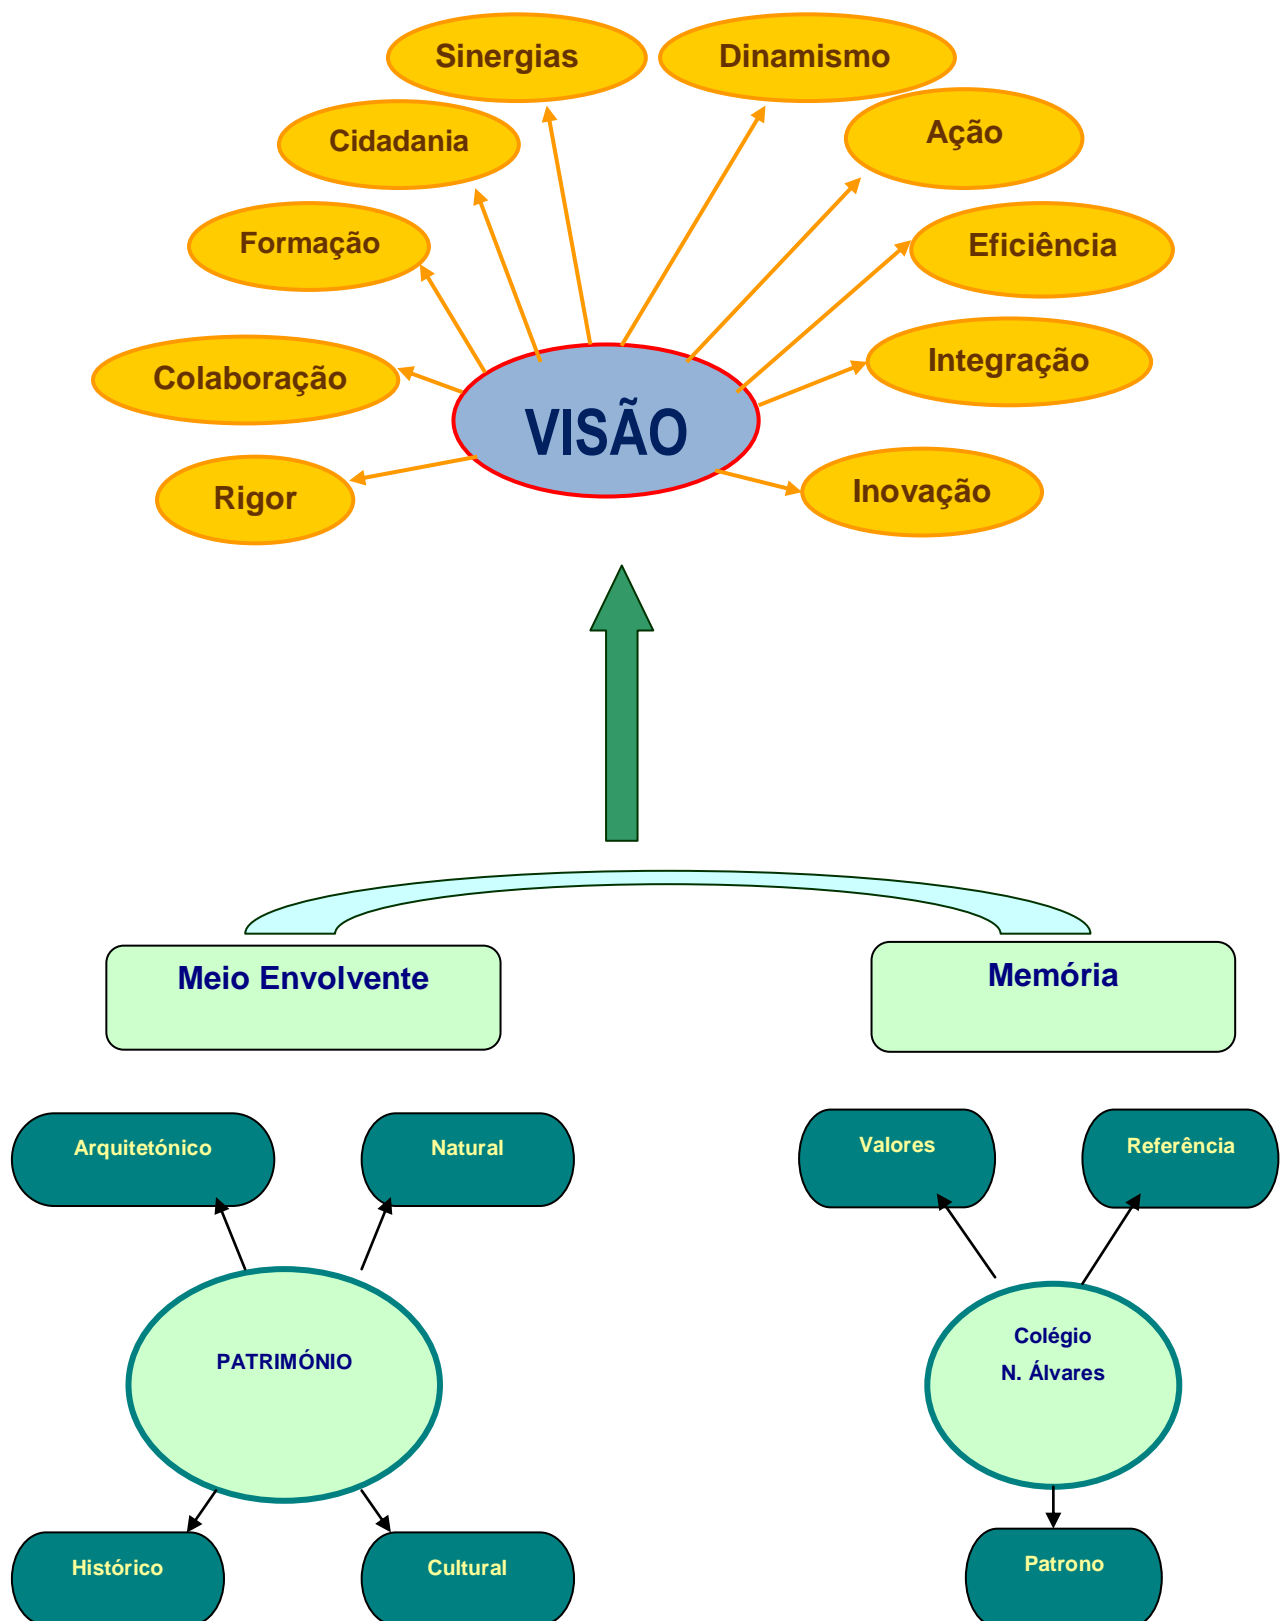 Sinergias
Dinamismo
Cidadania
Ação
Formação
Eficiência
Colaboração
Integração
VISÃO
Rigor
Inovação
Meio Envolvente
Memória
Arquitetónico
Natural
Valores
Referência
PATRIMÓNIO
Colégio
N. Álvares
Histórico
Cultural
Patrono